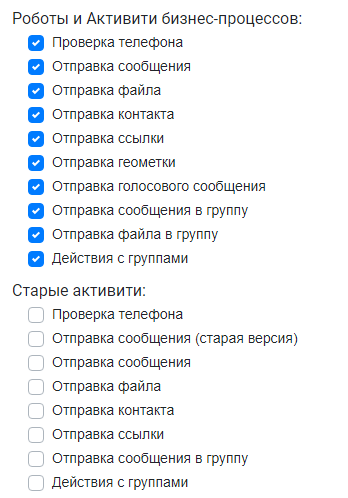 Роботы и Активити бизнес-процессов:
Проверка телефона
Отправка сообщения
Отправка файла
Отправка контакта
Отправка ссылки
Отправка геометки
Отправка голосового сообщения
Отправка сообщения в группу
Отправка файла в группу
Действия с группами
Старые активити:
Проверка телефона
Отправка сообщения (старая версия)
Отправка сообщения
Отправка файла
Отправка контакта
Отправка ссылки
Отправка сообщения в группу
Действия с группами